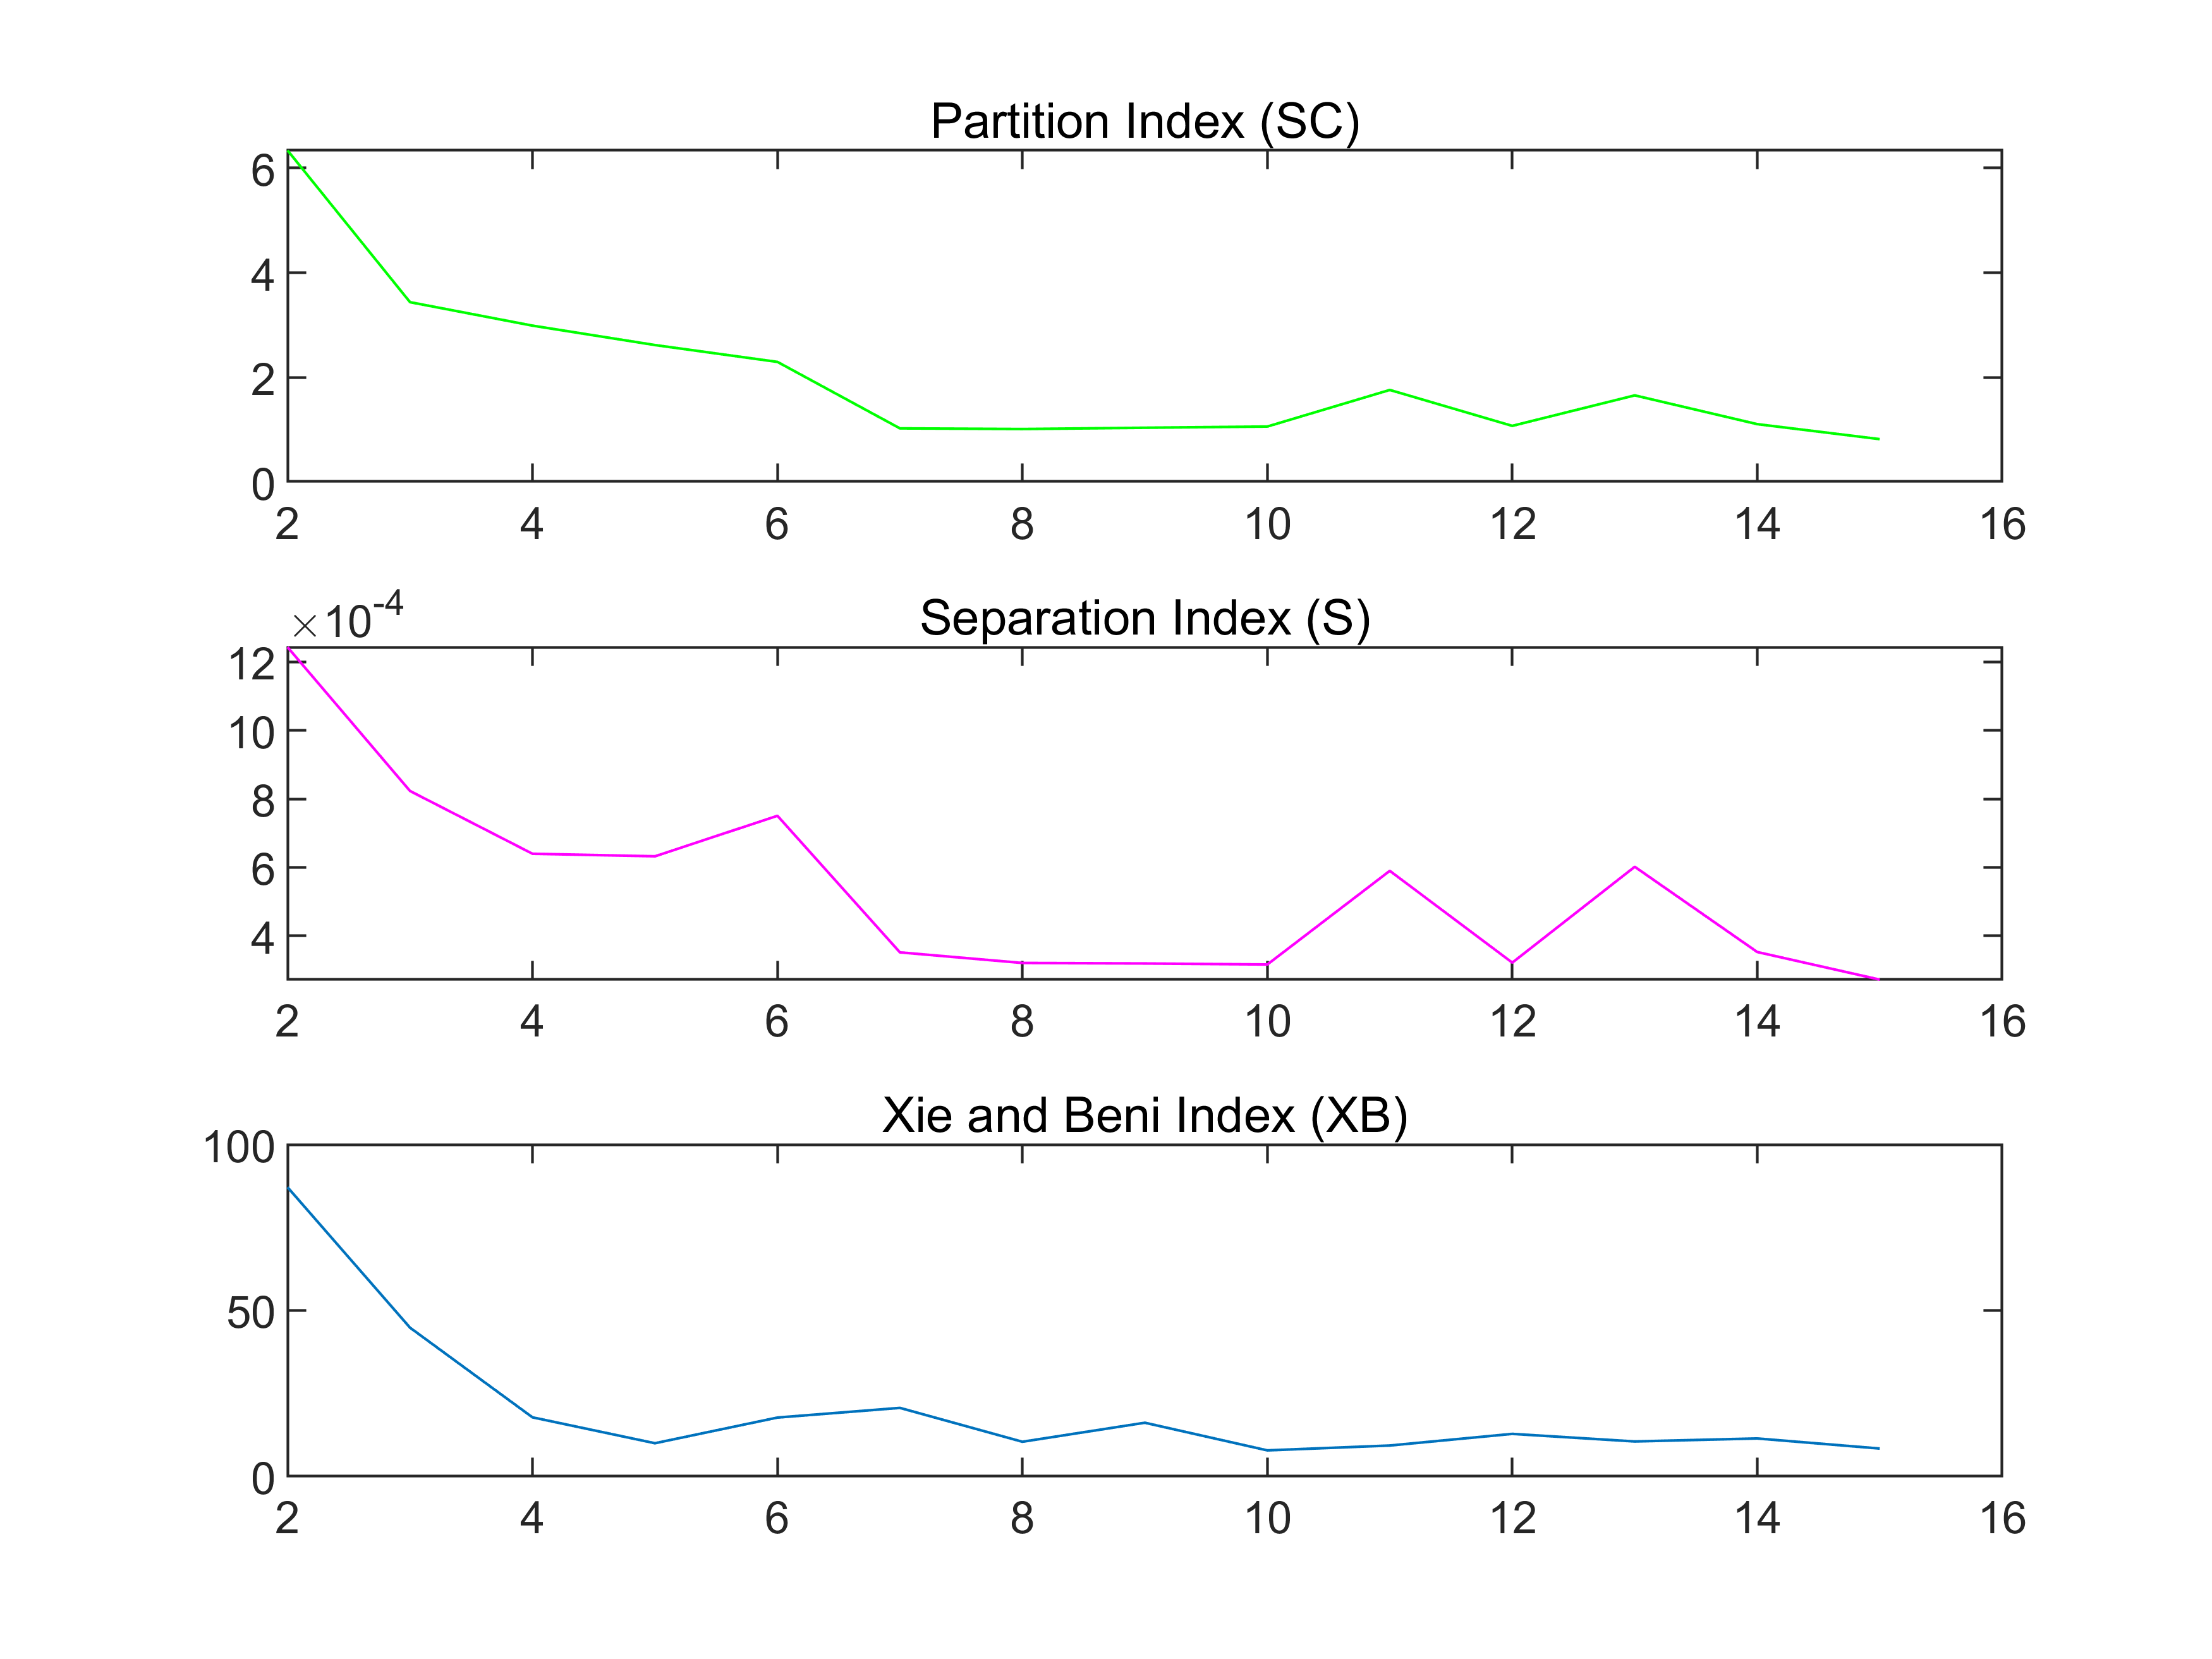 Partition Index (SC)
6
4
2
0
2 4 6 8 10 12 14 16
×10-4
Separation Index (S)
12
10
8
6
4
2 4 6 8 10 12 14 16
Xie and Beni Index (XB)
100
50
0
2 4 6 8 10 12 14 16